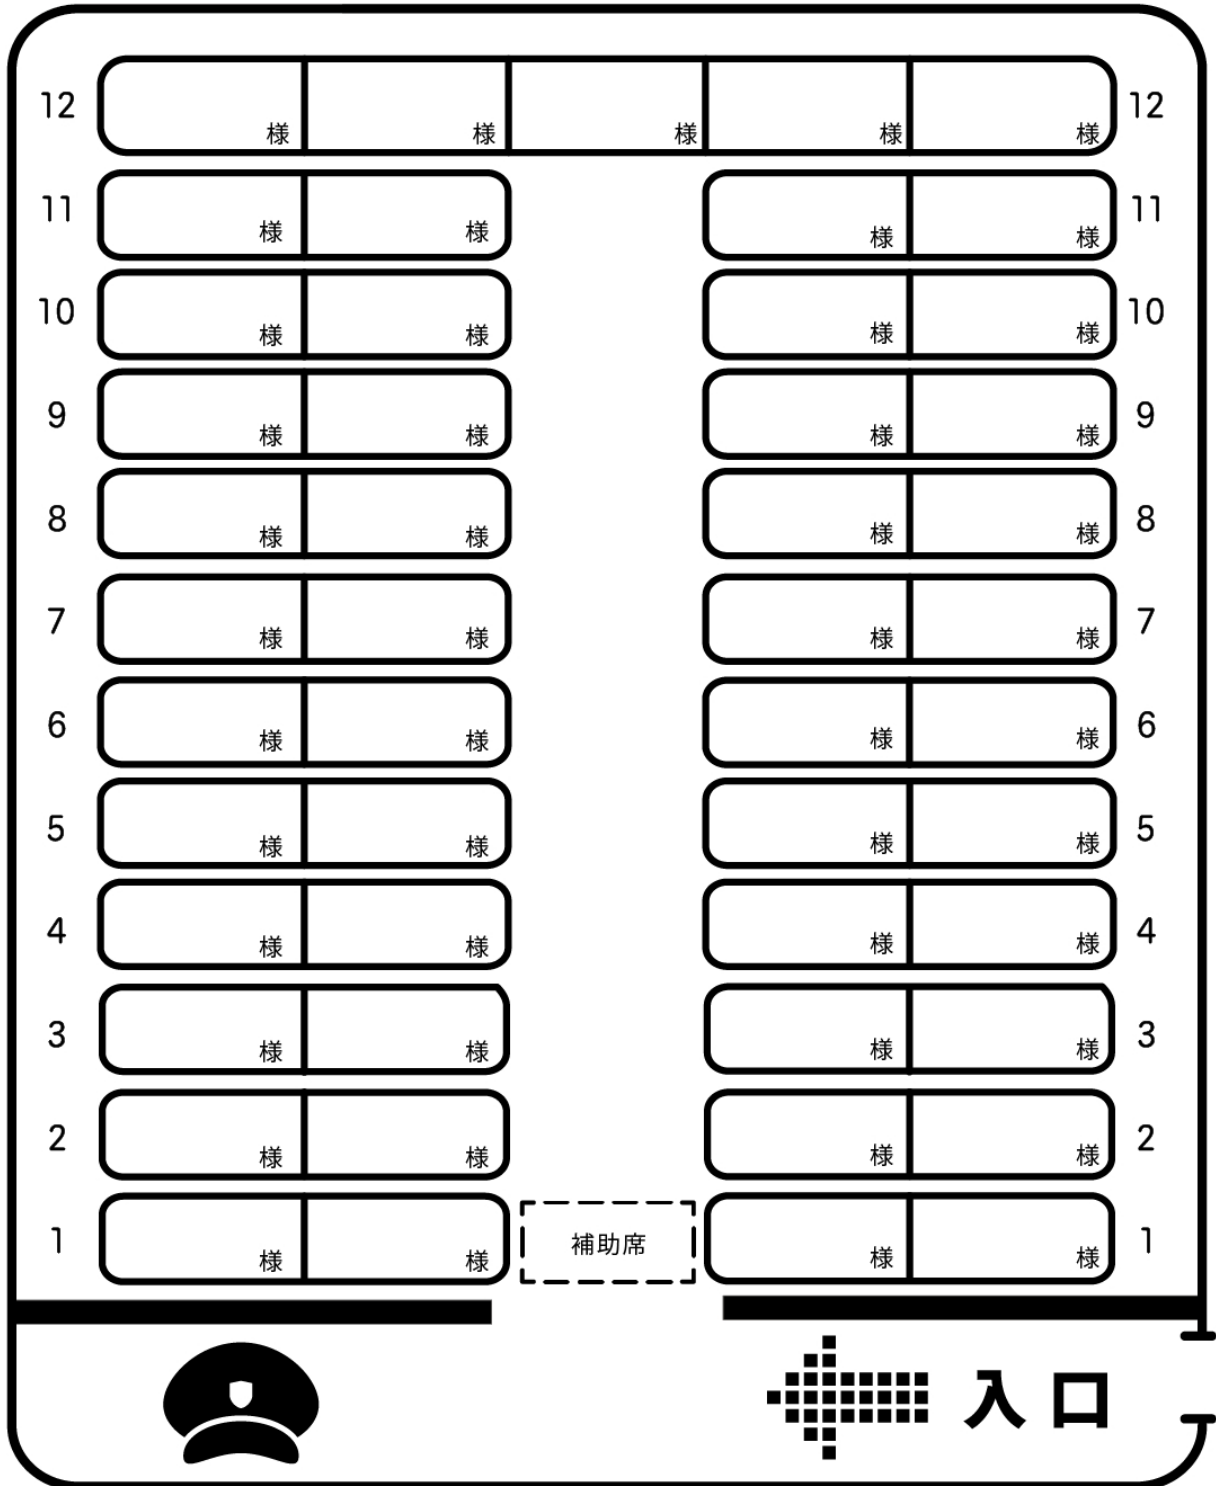 12 様 様 様 様 様 12
11 様 様 様 様 11
10 様 様 様 様 10
9 様 様 様 様 9
8 様 様 様 様 8
7 様 様 様 様 7
6 様 様 様 様 6
5 様 様 様 様 5
4 様 様 様 様 4
3 様 様 様 様 3
2 様 様 様 様 2
1 様 様 補助席 様 様 1
入口